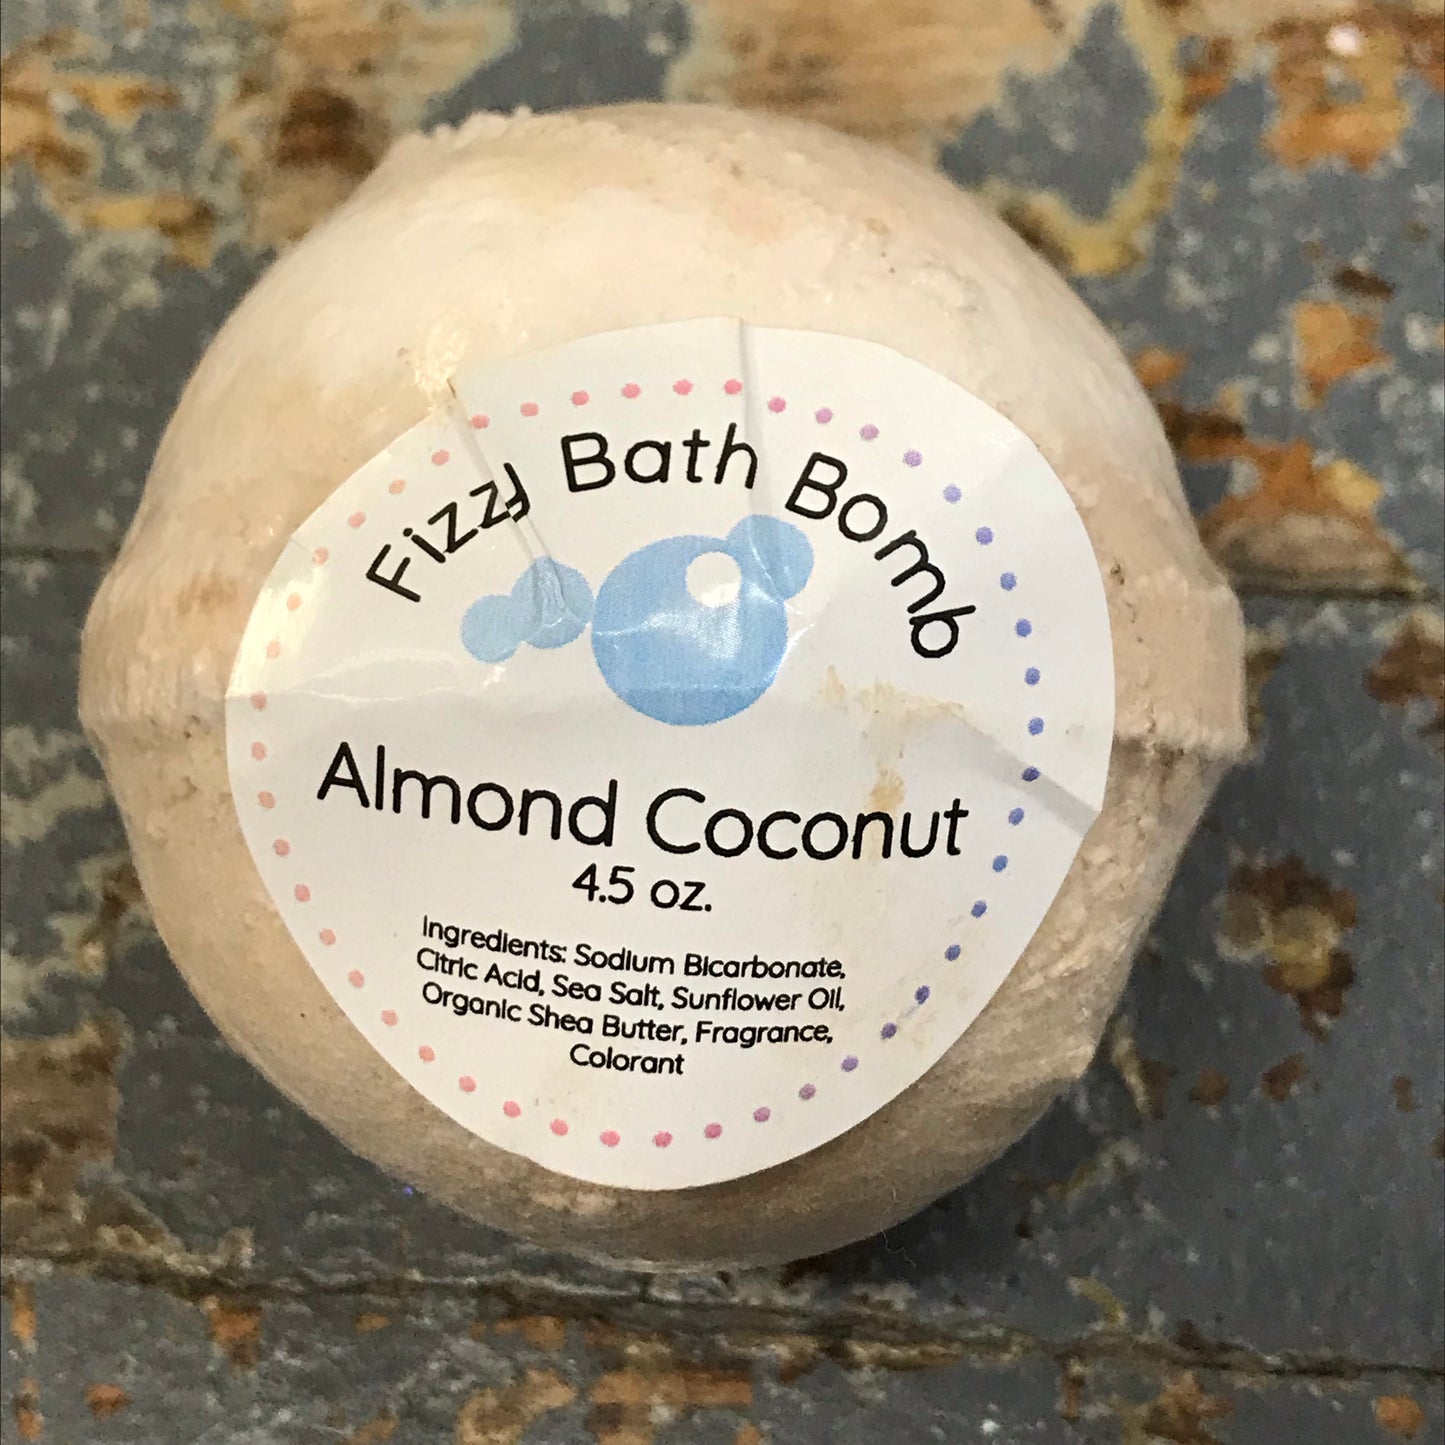 Fizzy Bath Bomb
Almond Coconut
4.5 oz.
Ingredients: Sodium Bicarbonate,
Citric Acid, Sea Salt, Sunflower Oil,
Organic Shea Butter, Fragrance,
Colorant